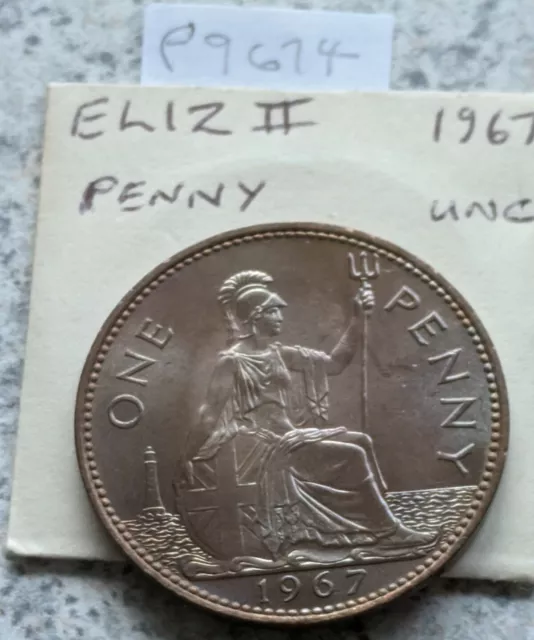 P9674
ELIZ II 1967
PENNY UNC
ONE PENNY
1967